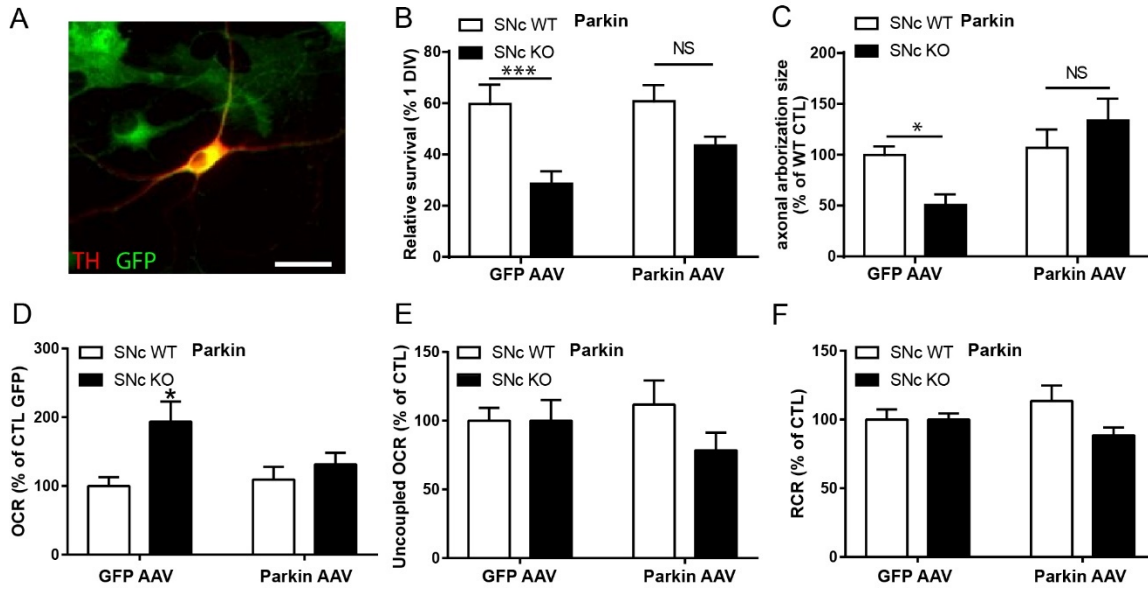 A
TH GFP
B
SNc WT Parkin
SNc KO
Relative survival (% 1 DIV)
80
60
40
20
0
***
NS
GFP AAV Parkin AAV
C
SNc WT Parkin
SNc KO
axonal arborization size
(% of WT CTL)
200
150
100
50
0
*
NS
GFP AAV Parkin AAV
D
SNc WT Parkin
SNc KO
OCR (% of CTL GFP)
300
200
100
0
*
GFP AAV Parkin AAV
E
SNc WT Parkin
SNc KO
Uncoupled OCR (% of CTL)
150
100
50
0
GFP AAV Parkin AAV
F
SNc WT Parkin
SNc KO
RCR (% of CTL)
150
100
50
0
GFP AAV Parkin AAV